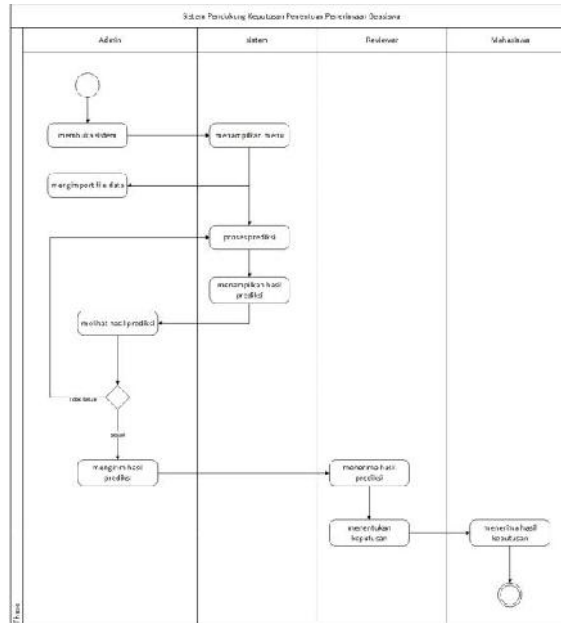 Sistem Pendukung Keputusan Penentuan Penerimaan Beasiswa
Admin
sistem
Reviewer
Mahasiswa
membuka sistem
menampilkan menu
mengimport file data
proses prediksi
menampilkan hasil
prediksi
melihat hasil prediksi
tidak sesuai
sesuai
mengirim hasil
prediksi
menerima hasil
prediksi
menentukan
keputusan
menerima hasil
keputusan
Phase